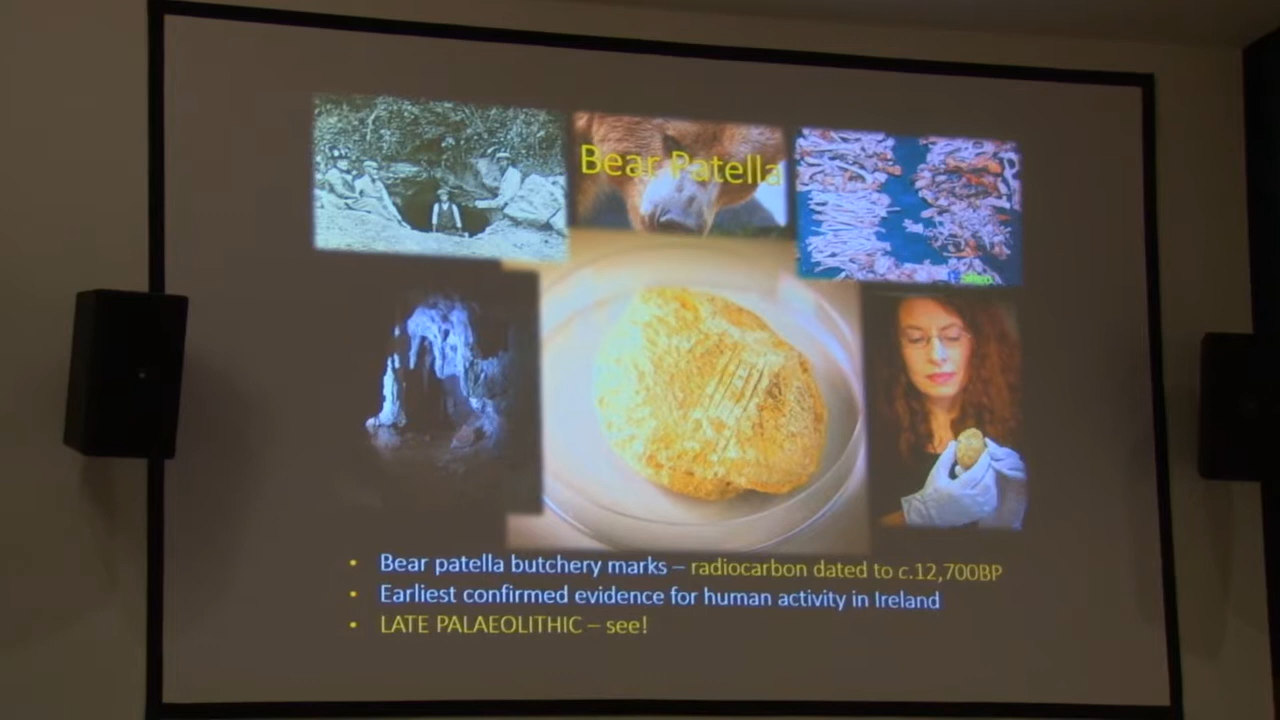 Bear Patella
• Bear patella butchery marks – radiocarbon dated to c.12,700BP
• Earliest confirmed evidence for human activity in Ireland
• LATE PALAEOLITHIC – see!